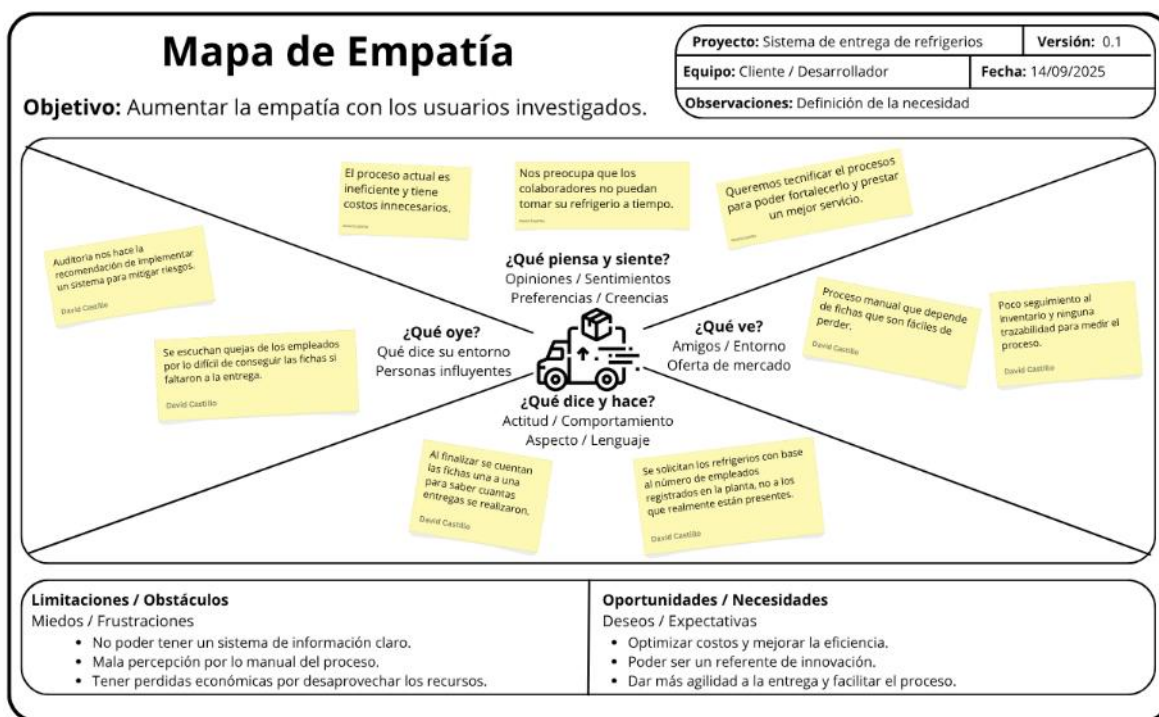 Mapa de Empatía
Objetivo: Aumentar la empatía con los usuarios investigados.
Proyecto: Sistema de entrega de refrigerios
Versión: 0.1
Equipo: Cliente / Desarrollador
Fecha: 14/09/2025
Observaciones: Definición de la necesidad
El proceso actual es
ineficiente y tiene
costos innecesarios.
Nos preocupa que los
colaboradores no puedan
tomar su refrigerio a tiempo.
Queremos tecnificar el procesos
para poder fortalecerlo y prestar
un mejor servicio.
¿Qué piensa y siente?
Opiniones / Sentimientos
Preferencias / Creencias
Auditoria nos hace la
recomendación de implementar
un sistema para mitigar riesgos.
David Castillo
Se escuchan quejas de los empleados
por lo difícil de conseguir las fichas si
faltaron a la entrega.
David Castillo
¿Qué oye?
Qué dice su entorno
Personas influyentes
¿Qué ve?
Amigos / Entorno
Oferta de mercado
Proceso manual que depende
de fichas que son fáciles de
perder.
David Castillo
Poco seguimiento al
inventario y ninguna
trazabilidad para medir el
proceso.
David Castillo
¿Qué dice y hace?
Actitud / Comportamiento
Aspecto / Lenguaje
Al finalizar se cuentan
las fichas una a una
para saber cuantas
entregas se realizaron.
David Castillo
Se solicitan los refrigerios con base
al número de empleados
registrados en la planta, no a los
que realmente están presentes.
David Castillo
Limitaciones / Obstáculos
Miedos / Frustraciones
• No poder tener un sistema de información claro.
• Mala percepción por lo manual del proceso.
• Tener perdidas económicas por desaprovechar los recursos.
Oportunidades / Necesidades
Deseos / Expectativas
• Optimizar costos y mejorar la eficiencia.
• Poder ser un referente de innovación.
• Dar más agilidad a la entrega y facilitar el proceso.